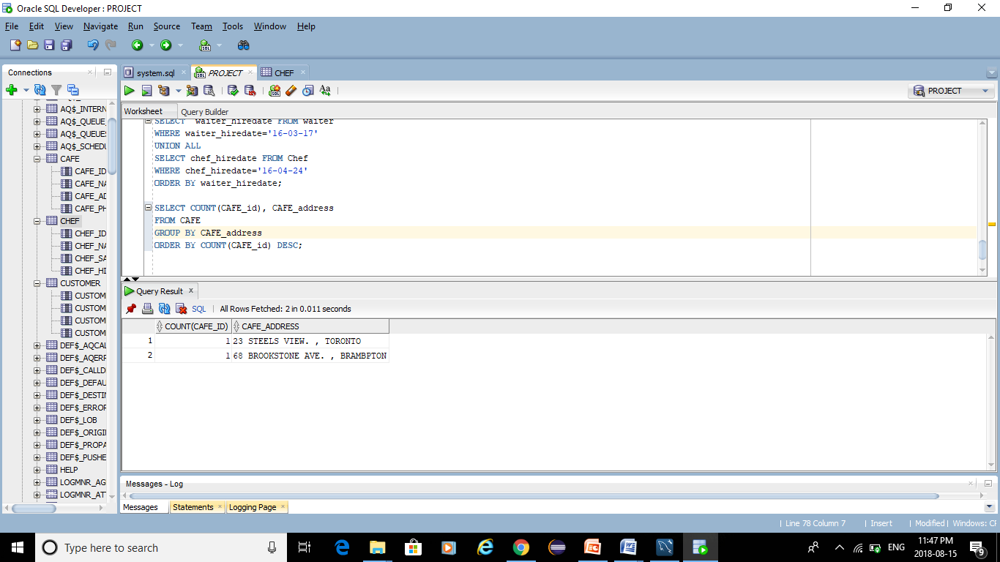 Oracle SQL Developer : PROJECT
File Edit View Navigate Run Source Team Tools Window Help
Connections
system.sql
PROJECT
CHEF
PROJECT
Worksheet Query Builder
AQ$_INTERN
AQ$_QUEUE_
AQ$_QUEUES
AQ$_SCHEDU
CAFE
CAFE_ID
CAFE_NA
CAFE_AD
CAFE_PH
CHEF
CHEF_ID
CHEF_NA
CHEF_SA
CHEF_HI
CUSTOMER
CUSTOM
CUSTOM
CUSTOM
CUSTOM
DEF$_AQCAL
DEF$_AQERR
DEF$_CALLD
DEF$_DEFAU
DEF$_DESTIN
DEF$_ERROR
DEF$_LOB
DEF$_ORIGIN
DEF$_PROPA
DEF$_PUSHE
HELP
LOGMNR_AG
LOGMNR_AT
SELECT waiter_hiredate FROM waiter
WHERE waiter_hiredate='16-03-17'
UNION ALL
SELECT chef_hiredate FROM Chef
WHERE chef_hiredate='16-04-24'
ORDER BY waiter_hiredate;
SELECT COUNT(CAFE_id), CAFE_address
FROM CAFE
GROUP BY CAFE_address
ORDER BY COUNT(CAFE_id) DESC;
Query Result x
SQL | All Rows Fetched: 2 in 0.011 seconds
COUNT(CAFE_ID) CAFE_ADDRESS
1 1 23 STEELS VIEW. , TORONTO
2 1 68 BROOKSTONE AVE. , BRAMBPTON
Messages - Log
Messages Statements Logging Page
| Line 78 Column 7 | Insert | Modified | Windows: CF
Type here to search
ENG
11:47 PM
2018-08-15
9